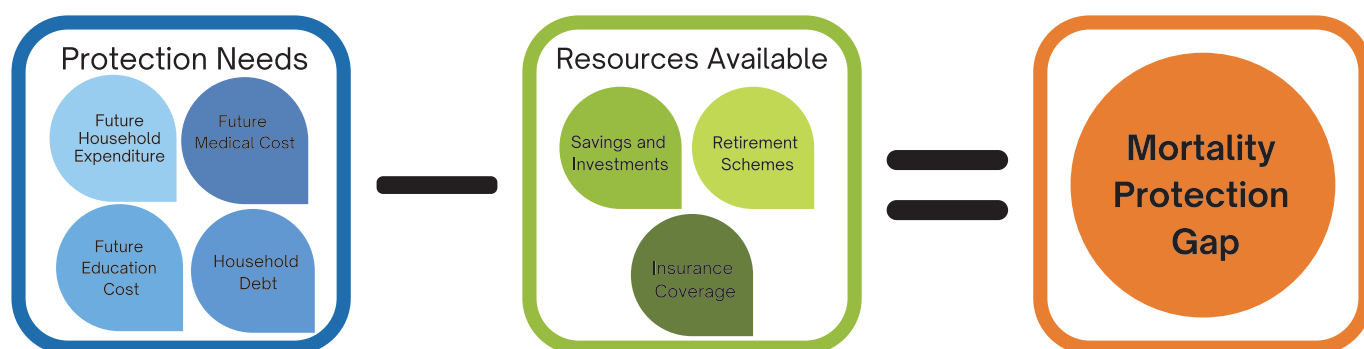 Protection Needs
Future
Household
Expenditure
Future
Medical Cost
Future
Education
Cost
Household
Debt
Resources Available
Savings and
Investments
Retirement
Schemes
Insurance
Coverage
Mortality
Protection
Gap